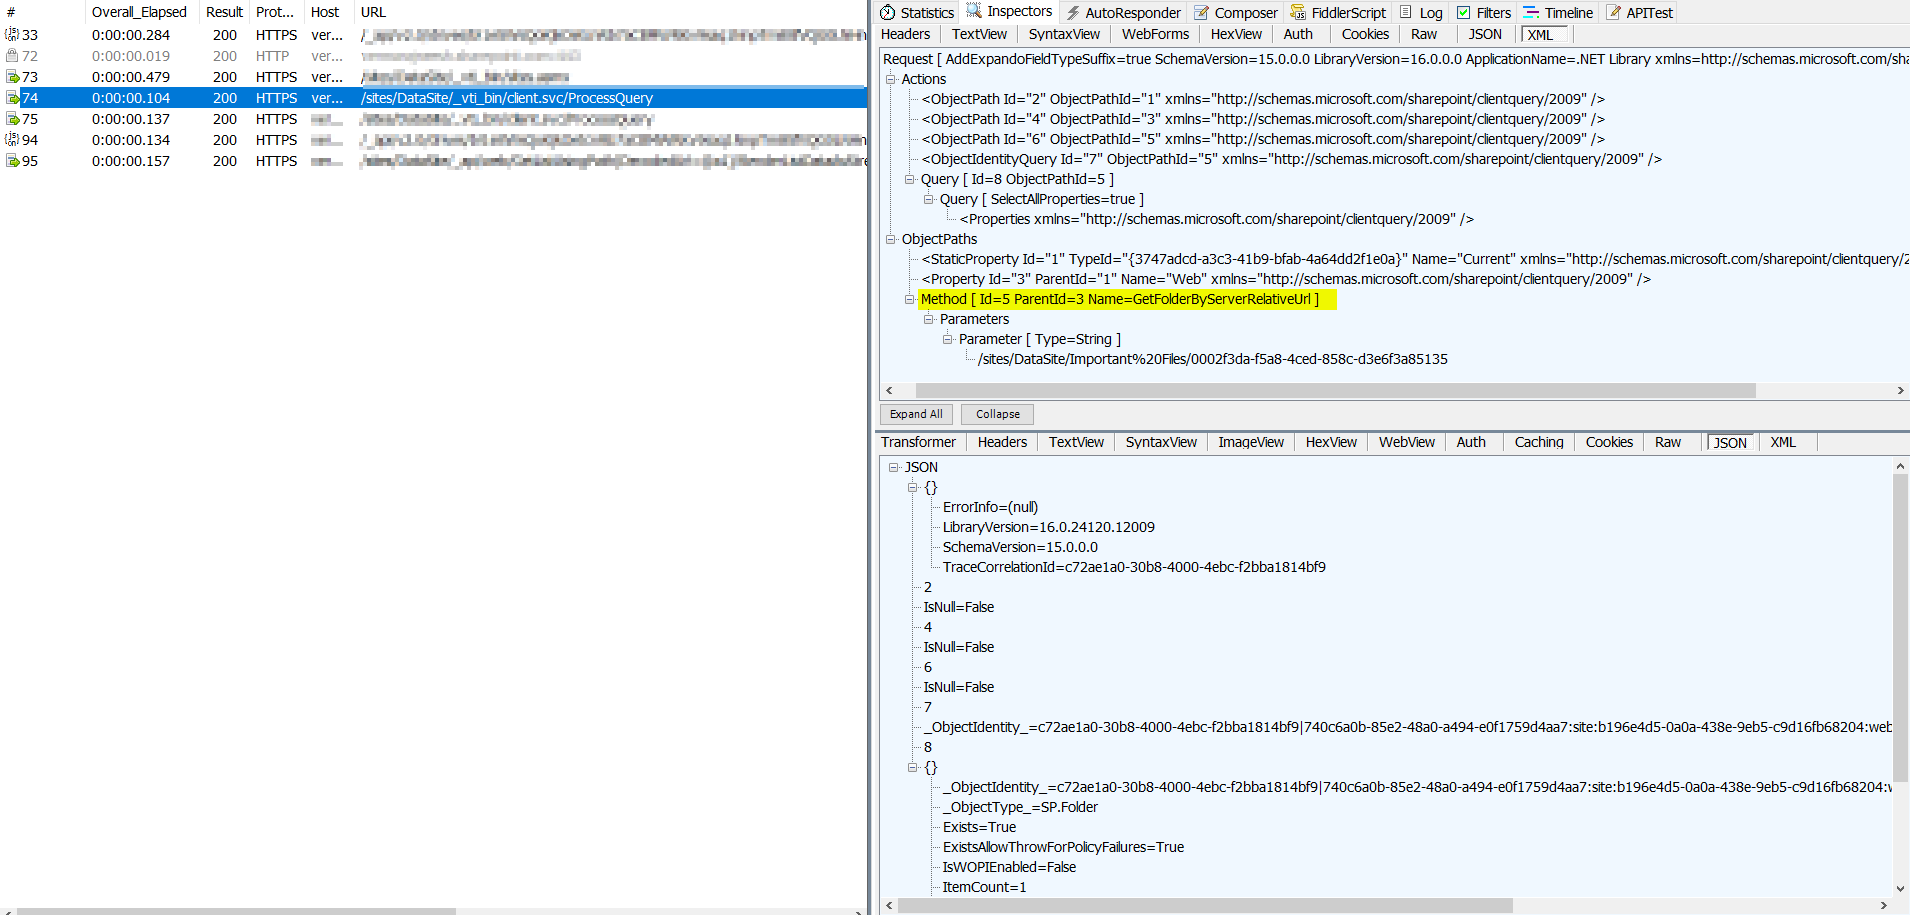 # Overall_Elapsed Result Prot... Host URL
33 0:00:00.284 200 HTTPS ver...
72 0:00:00.019 200 HTTP ver...
73 0:00:00.479 200 HTTPS ver...
74 0:00:00.104 200 HTTPS ver... /sites/DataSite/_vti_bin/client.svc/ProcessQuery
75 0:00:00.137 200 HTTPS
94 0:00:00.134 200 HTTPS
95 0:00:00.157 200 HTTPS
Statistics Inspectors AutoResponder Composer FiddlerScript Log Filters Timeline APITest
Headers TextView SyntaxView WebForms HexView Auth Cookies Raw JSON XML
Request [ AddExpandoFieldTypeSuffix=true SchemaVersion=15.0.0.0 LibraryVersion=16.0.0.0 ApplicationName=.NET Library xmlns=http://schemas.microsoft.com/sha
Actions
<ObjectPath Id="2" ObjectPathId="1" xmlns="http://schemas.microsoft.com/sharepoint/clientquery/2009" />
<ObjectPath Id="4" ObjectPathId="3" xmlns="http://schemas.microsoft.com/sharepoint/clientquery/2009" />
<ObjectPath Id="6" ObjectPathId="5" xmlns="http://schemas.microsoft.com/sharepoint/clientquery/2009" />
<ObjectIdentityQuery Id="7" ObjectPathId="5" xmlns="http://schemas.microsoft.com/sharepoint/clientquery/2009" />
Query [ Id=8 ObjectPathId=5 ]
Query [ SelectAllProperties=true ]
<Properties xmlns="http://schemas.microsoft.com/sharepoint/clientquery/2009" />
ObjectPaths
<StaticProperty Id="1" TypeId="{3747adcd-a3c3-41b9-bfab-4a64dd2f1e0a}" Name="Current" xmlns="http://schemas.microsoft.com/sharepoint/clientquery/2
<Property Id="3" ParentId="1" Name="Web" xmlns="http://schemas.microsoft.com/sharepoint/clientquery/2009" />
Method [ Id=5 ParentId=3 Name=GetFolderByServerRelativeUrl ]
Parameters
Parameter [ Type=String ]
/sites/DataSite/Important%20Files/0002f3da-f5a8-4ced-858c-d3e6f3a85135
Expand All Collapse
Transformer Headers TextView SyntaxView ImageView HexView WebView Auth Caching Cookies Raw JSON XML
JSON
{}
ErrorInfo=(null)
LibraryVersion=16.0.24120.12009
SchemaVersion=15.0.0.0
TraceCorrelationId=c72ae1a0-30b8-4000-4ebc-f2bba1814bf9
2
IsNull=False
4
IsNull=False
6
IsNull=False
7
_ObjectIdentity_=c72ae1a0-30b8-4000-4ebc-f2bba1814bf9|740c6a0b-85e2-48a0-a494-e0f1759d4aa7:site:b196e4d5-0a0a-438e-9eb5-c9d16fb68204:web
8
{}
_ObjectIdentity_=c72ae1a0-30b8-4000-4ebc-f2bba1814bf9|740c6a0b-85e2-48a0-a494-e0f1759d4aa7:site:b196e4d5-0a0a-438e-9eb5-c9d16fb68204:w
_ObjectType_=SP.Folder
Exists=True
ExistsAllowThrowForPolicyFailures=True
IsWOPIEnabled=False
ItemCount=1